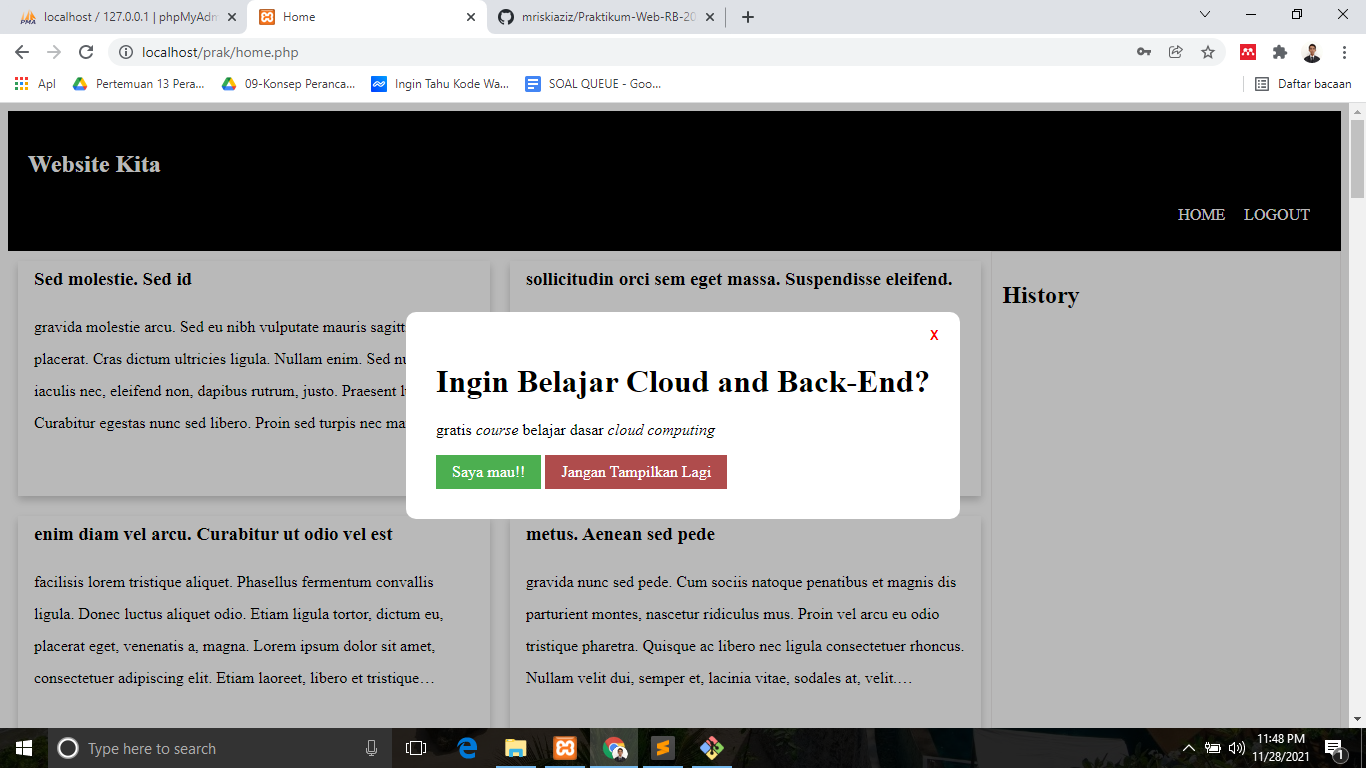 localhost / 127.0.0.1 | phpMyAdm
Home
mriskiaziz/Praktikum-Web-RB-20
localhost/prak/home.php
Apl
Pertemuan 13 Pera...
09-Konsep Peranca...
Ingin Tahu Kode Wa...
SOAL QUEUE - Goo...
Daftar bacaan
Website Kita
HOME LOGOUT
Sed molestie. Sed id
gravida molestie arcu. Sed eu nibh vulputate mauris sagitt
placerat. Cras dictum ultricies ligula. Nullam enim. Sed nu
iaculis nec, eleifend non, dapibus rutrum, justo. Praesent l
Curabitur egestas nunc sed libero. Proin sed turpis nec ma
sollicitudin orci sem eget massa. Suspendisse eleifend.
History
X
Ingin Belajar Cloud and Back-End?
gratis course belajar dasar cloud computing
Saya mau!! Jangan Tampilkan Lagi
enim diam vel arcu. Curabitur ut odio vel est
facilisis lorem tristique aliquet. Phasellus fermentum convallis
ligula. Donec luctus aliquet odio. Etiam ligula tortor, dictum eu,
placerat eget, venenatis a, magna. Lorem ipsum dolor sit amet,
consectetuer adipiscing elit. Etiam laoreet, libero et tristique…
metus. Aenean sed pede
gravida nunc sed pede. Cum sociis natoque penatibus et magnis dis
parturient montes, nascetur ridiculus mus. Proin vel arcu eu odio
tristique pharetra. Quisque ac libero nec ligula consectetuer rhoncus.
Nullam velit dui, semper et, lacinia vitae, sodales at, velit.…
Type here to search
11:48 PM
11/28/2021
1